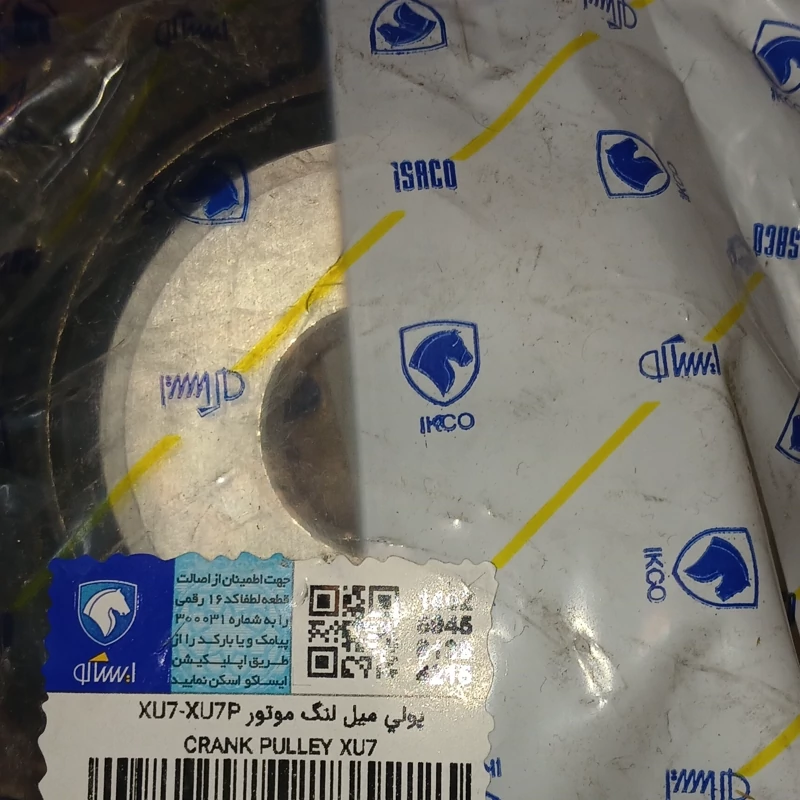 ISACO
IKCO
ایساکو
IKCO
ISACO
ایساکو
جهت اطمینان از اصالت
قطعه لطفا کد ۱۶ رقمی
را به شماره ۳۰۰۰۳۱
پیامک و یا بارکد را از
طریق اپلیکیشن
ایساکو اسکن نمایید
ایساکو
6845
پولي میل لنگ موتور XU7-XU7P
CRANK PULLEY XU7
ایساکو